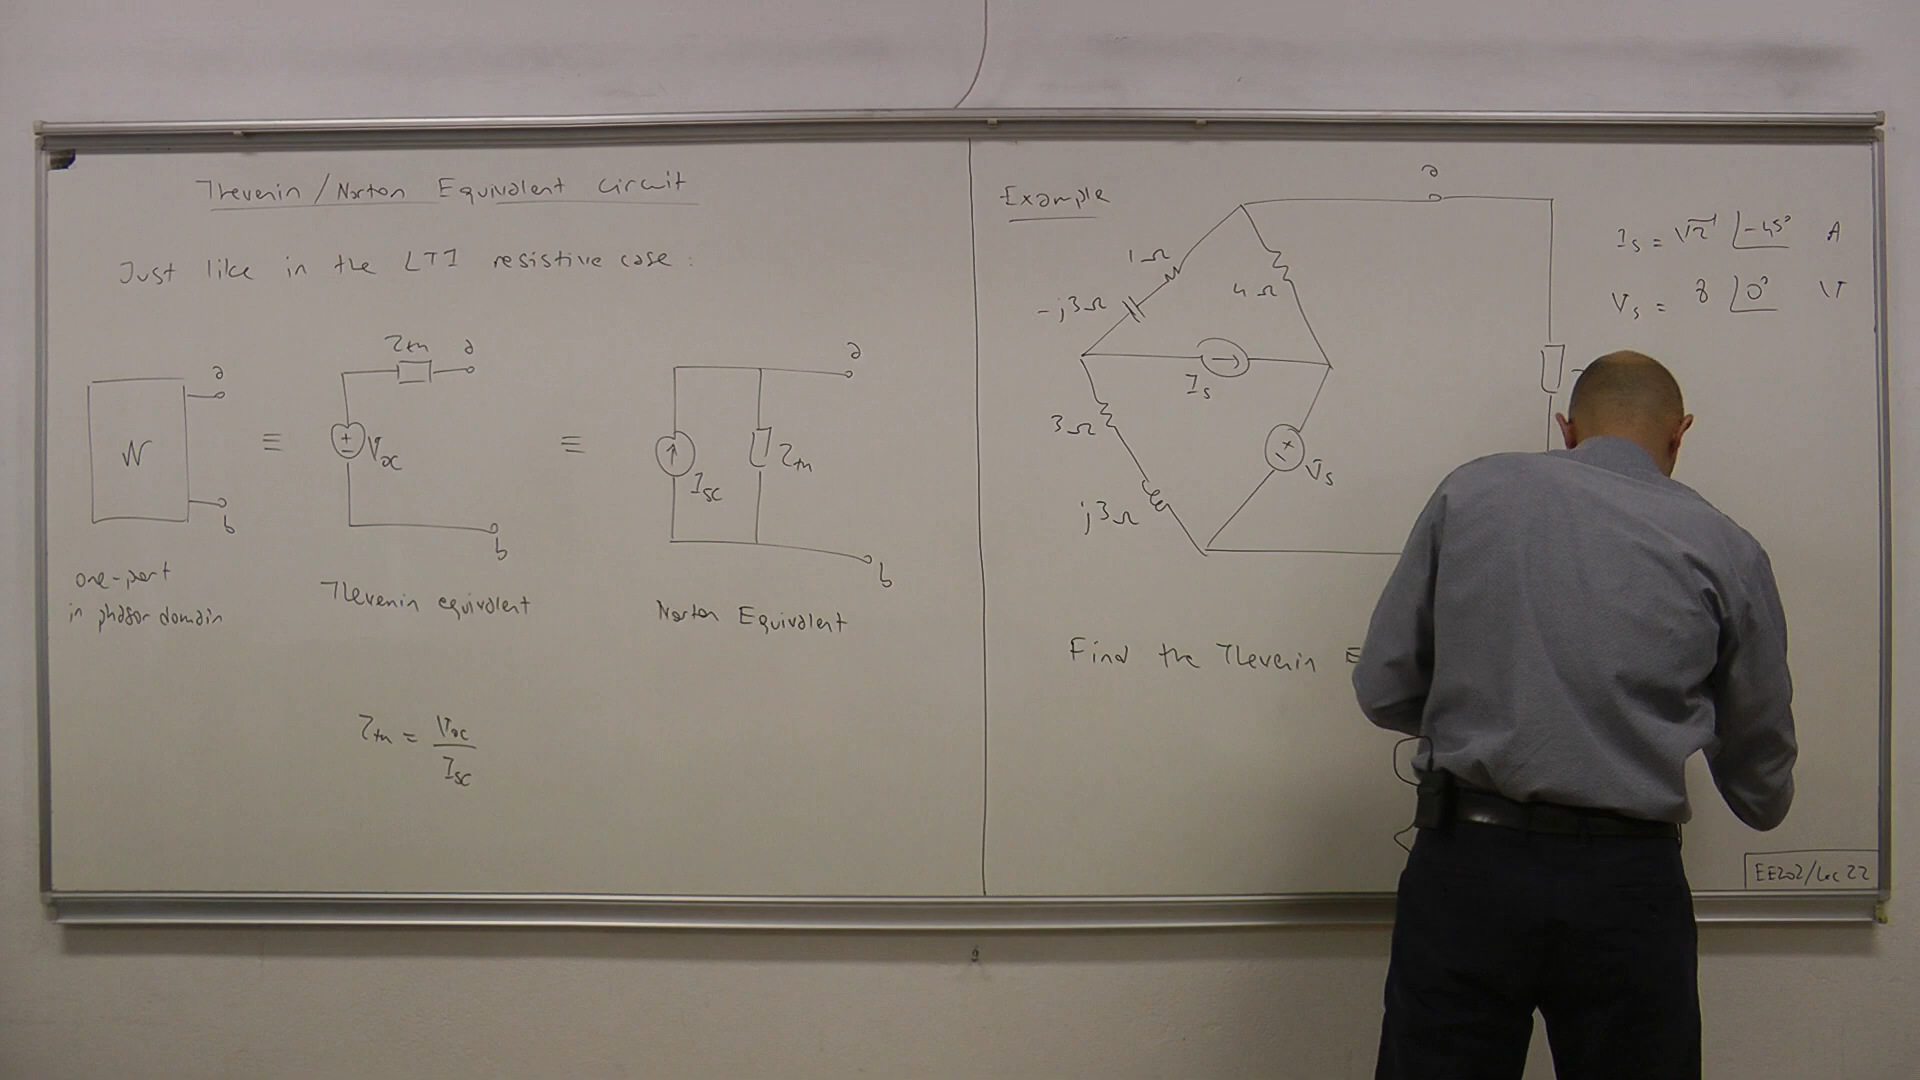 Thevenin / Norton Equivalent Circuit
Just like in the LTI resistive case:
N
a
b
≡
Zth
a
+
-
Voc
b
≡
a
Isc
Zth
b
one-port
in phasor domain
Thevenin equivalent
Norton Equivalent
Zth = Voc / Isc
Example
a
1Ω
-j3Ω
4Ω
Is
3Ω
j3Ω
+
-
Vs
Is = √2 ∠-45° A
Vs = 8 ∠0° V
Find the Thevenin E
EE202/Lec 22